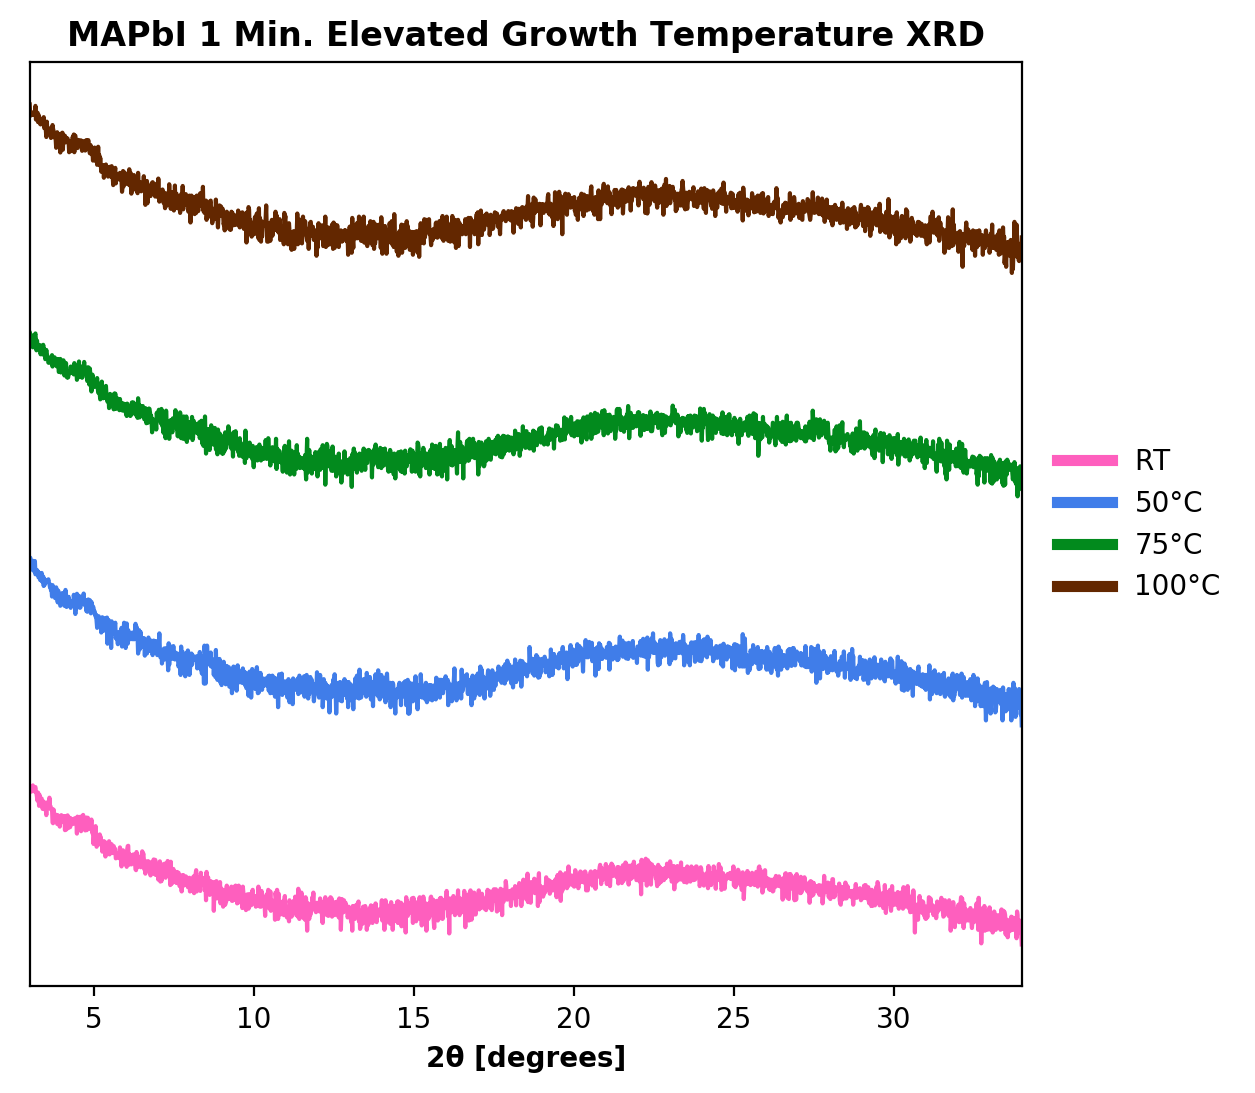 MAPbI 1 Min. Elevated Growth Temperature XRD
RT
50°C
75°C
100°C
5 10 15 20 25 30
2θ [degrees]